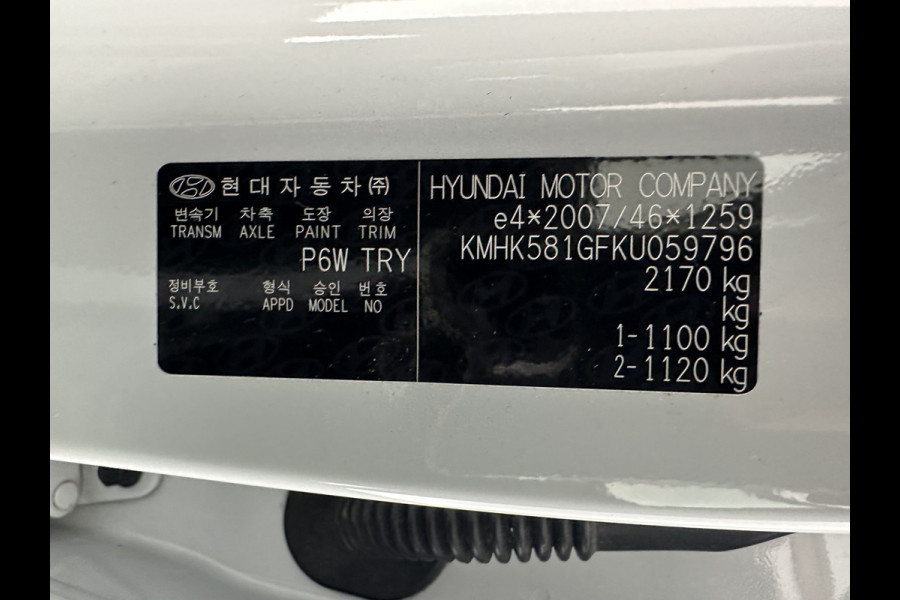 현대자동차㈜
변속기 차축 도장 의장
TRANSM AXLE PAINT TRIM
P6W TRY
정비부호 형식 승인 번호
S.V.C APPD MODEL NO
HYUNDAI MOTOR COMPANY
e4*2007/46*1259
KMHK581GFKU059796
2170 kg
kg
1-1100 kg
2-1120 kg